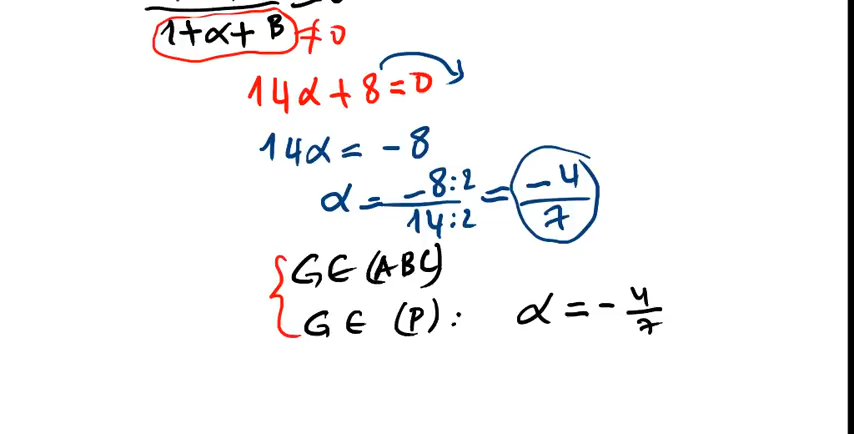 1+α+β ≠ 0
14α + 8 = 0
14α = -8
α = -8:2 / 14:2 = -4/7
G ∈ (ABC)
G ∈ (P) : α = -4/7